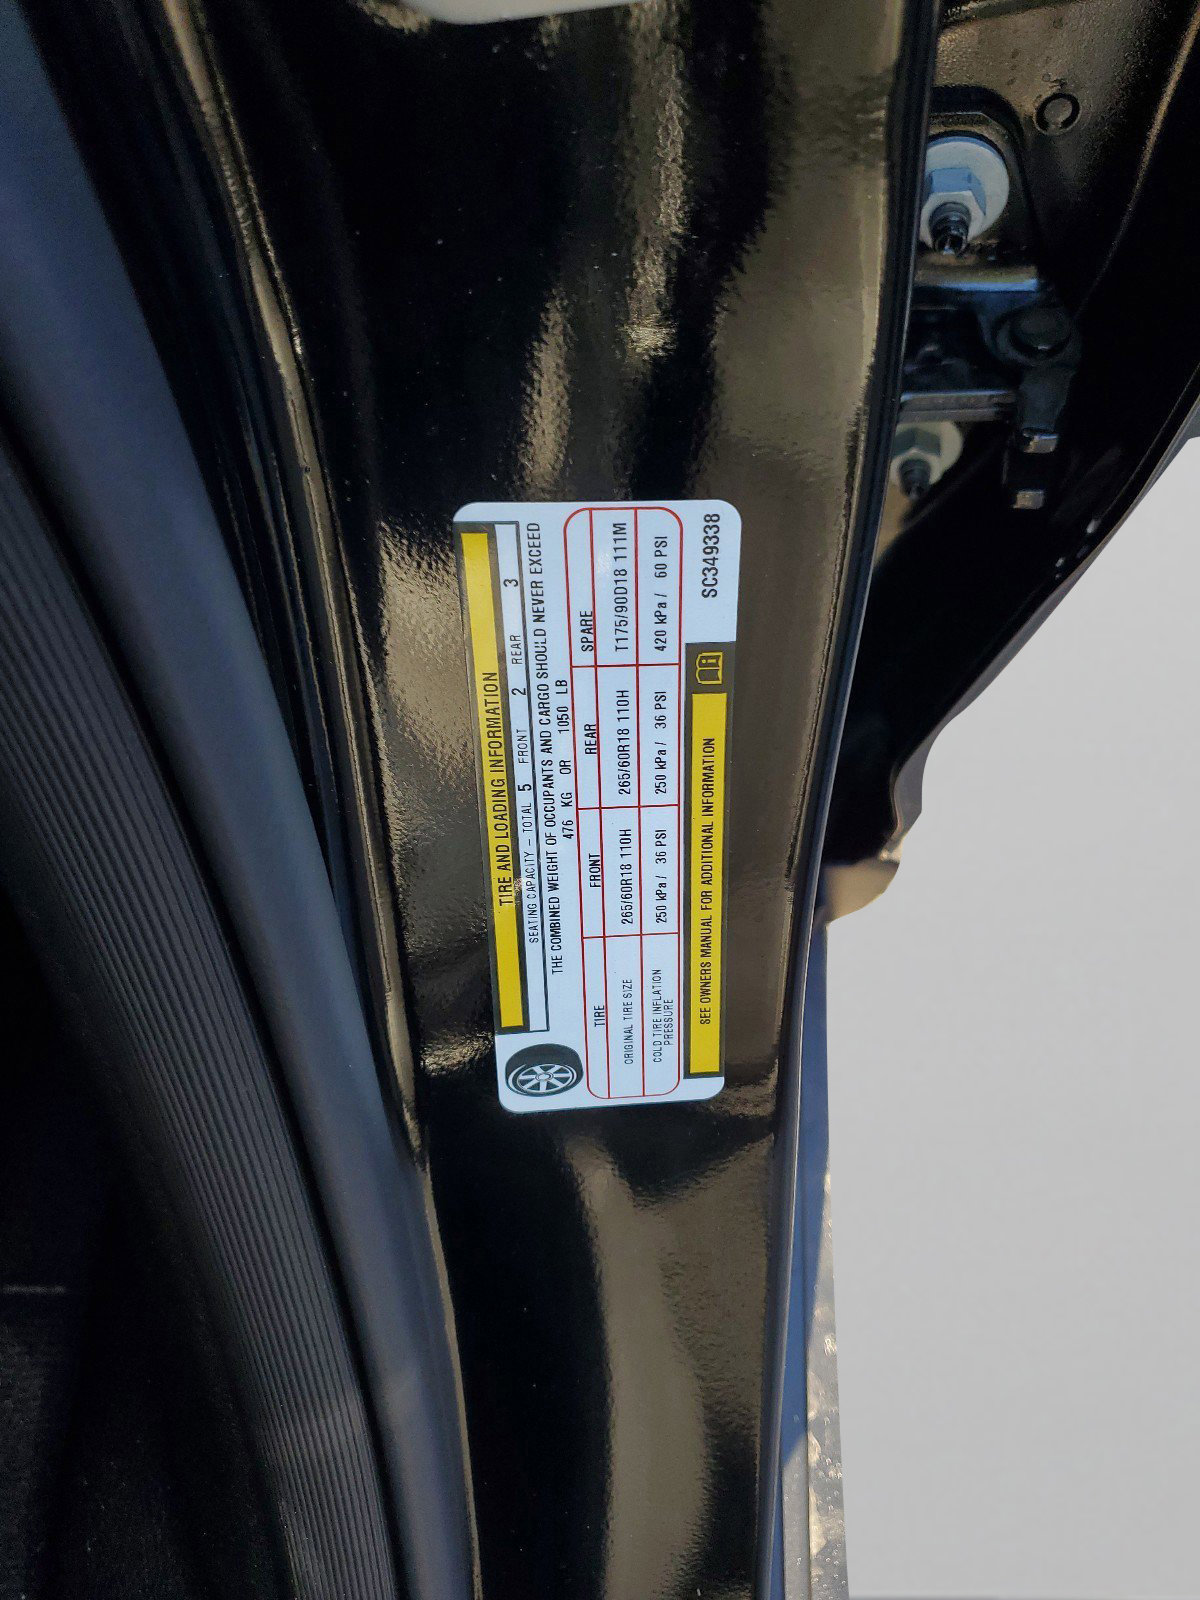 TIRE AND LOADING INFORMATION
SEATING CAPACITY – TOTAL 5 FRONT 2 REAR 3
THE COMBINED WEIGHT OF OCCUPANTS AND CARGO SHOULD NEVER EXCEED
476 KG OR 1050 LB
TIRE FRONT REAR SPARE
ORIGINAL TIRE SIZE 265/60R18 110H 265/60R18 110H T175/90D18 111M
COLD TIRE INFLATION PRESSURE 250 kPa / 36 PSI 250 kPa / 36 PSI 420 kPa / 60 PSI
SEE OWNERS MANUAL FOR ADDITIONAL INFORMATION
SC349338